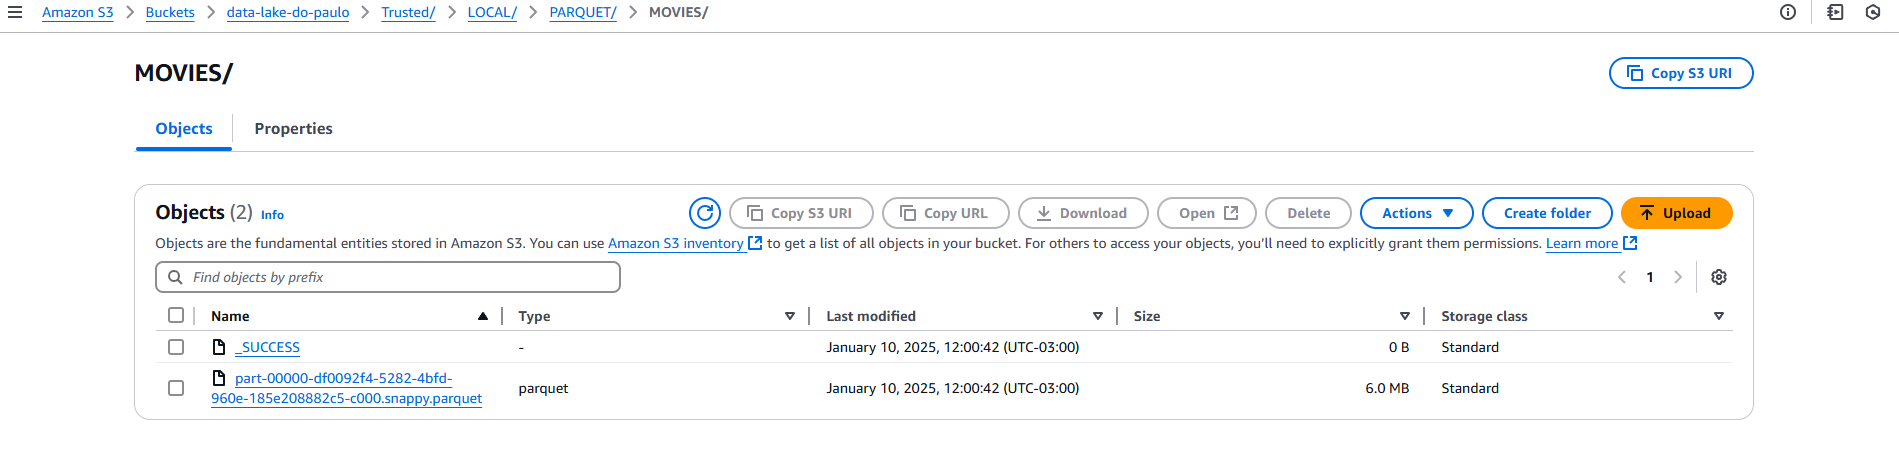 Amazon S3 > Buckets > data-lake-do-paulo > Trusted/ > LOCAL/ > PARQUET/ > MOVIES/
MOVIES/
Copy S3 URI
Objects
Properties
Objects (2) Info
Copy S3 URI
Copy URL
Download
Open
Delete
Actions
Create folder
Upload
Objects are the fundamental entities stored in Amazon S3. You can use Amazon S3 inventory to get a list of all objects in your bucket. For others to access your objects, you'll need to explicitly grant them permissions. Learn more
Find objects by prefix
1
Name Type Last modified Size Storage class
_SUCCESS - January 10, 2025, 12:00:42 (UTC-03:00) 0 B Standard
part-00000-df0092f4-5282-4bfd-
960e-185e208882c5-c000.snappy.parquet parquet January 10, 2025, 12:00:42 (UTC-03:00) 6.0 MB Standard